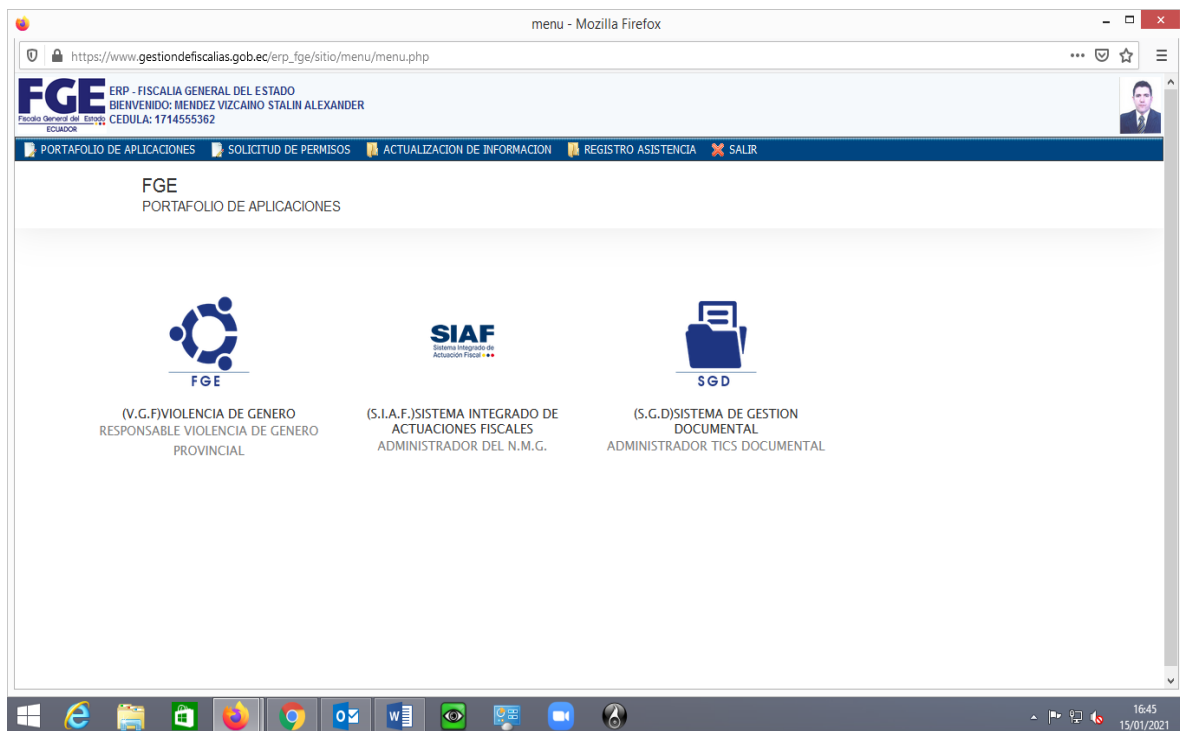 menu - Mozilla Firefox
https://www.gestiondefiscalias.gob.ec/erp_fge/sitio/menu/menu.php
FGE
Fiscalía General del Estado
ECUADOR
ERP - FISCALIA GENERAL DEL ESTADO
BIENVENIDO: MENDEZ VIZCAINO STALIN ALEXANDER
CEDULA: 1714555362
PORTAFOLIO DE APLICACIONES SOLICITUD DE PERMISOS ACTUALIZACION DE INFORMACION REGISTRO ASISTENCIA SALIR
FGE
PORTAFOLIO DE APLICACIONES
FGE
(V.G.F)VIOLENCIA DE GENERO
RESPONSABLE VIOLENCIA DE GENERO
PROVINCIAL
SIAF
Sistema Integrado de
Actuación Fiscal
(S.I.A.F.)SISTEMA INTEGRADO DE
ACTUACIONES FISCALES
ADMINISTRADOR DEL N.M.G.
SGD
(S.G.D)SISTEMA DE GESTION
DOCUMENTAL
ADMINISTRADOR TICS DOCUMENTAL
16:45
15/01/2021